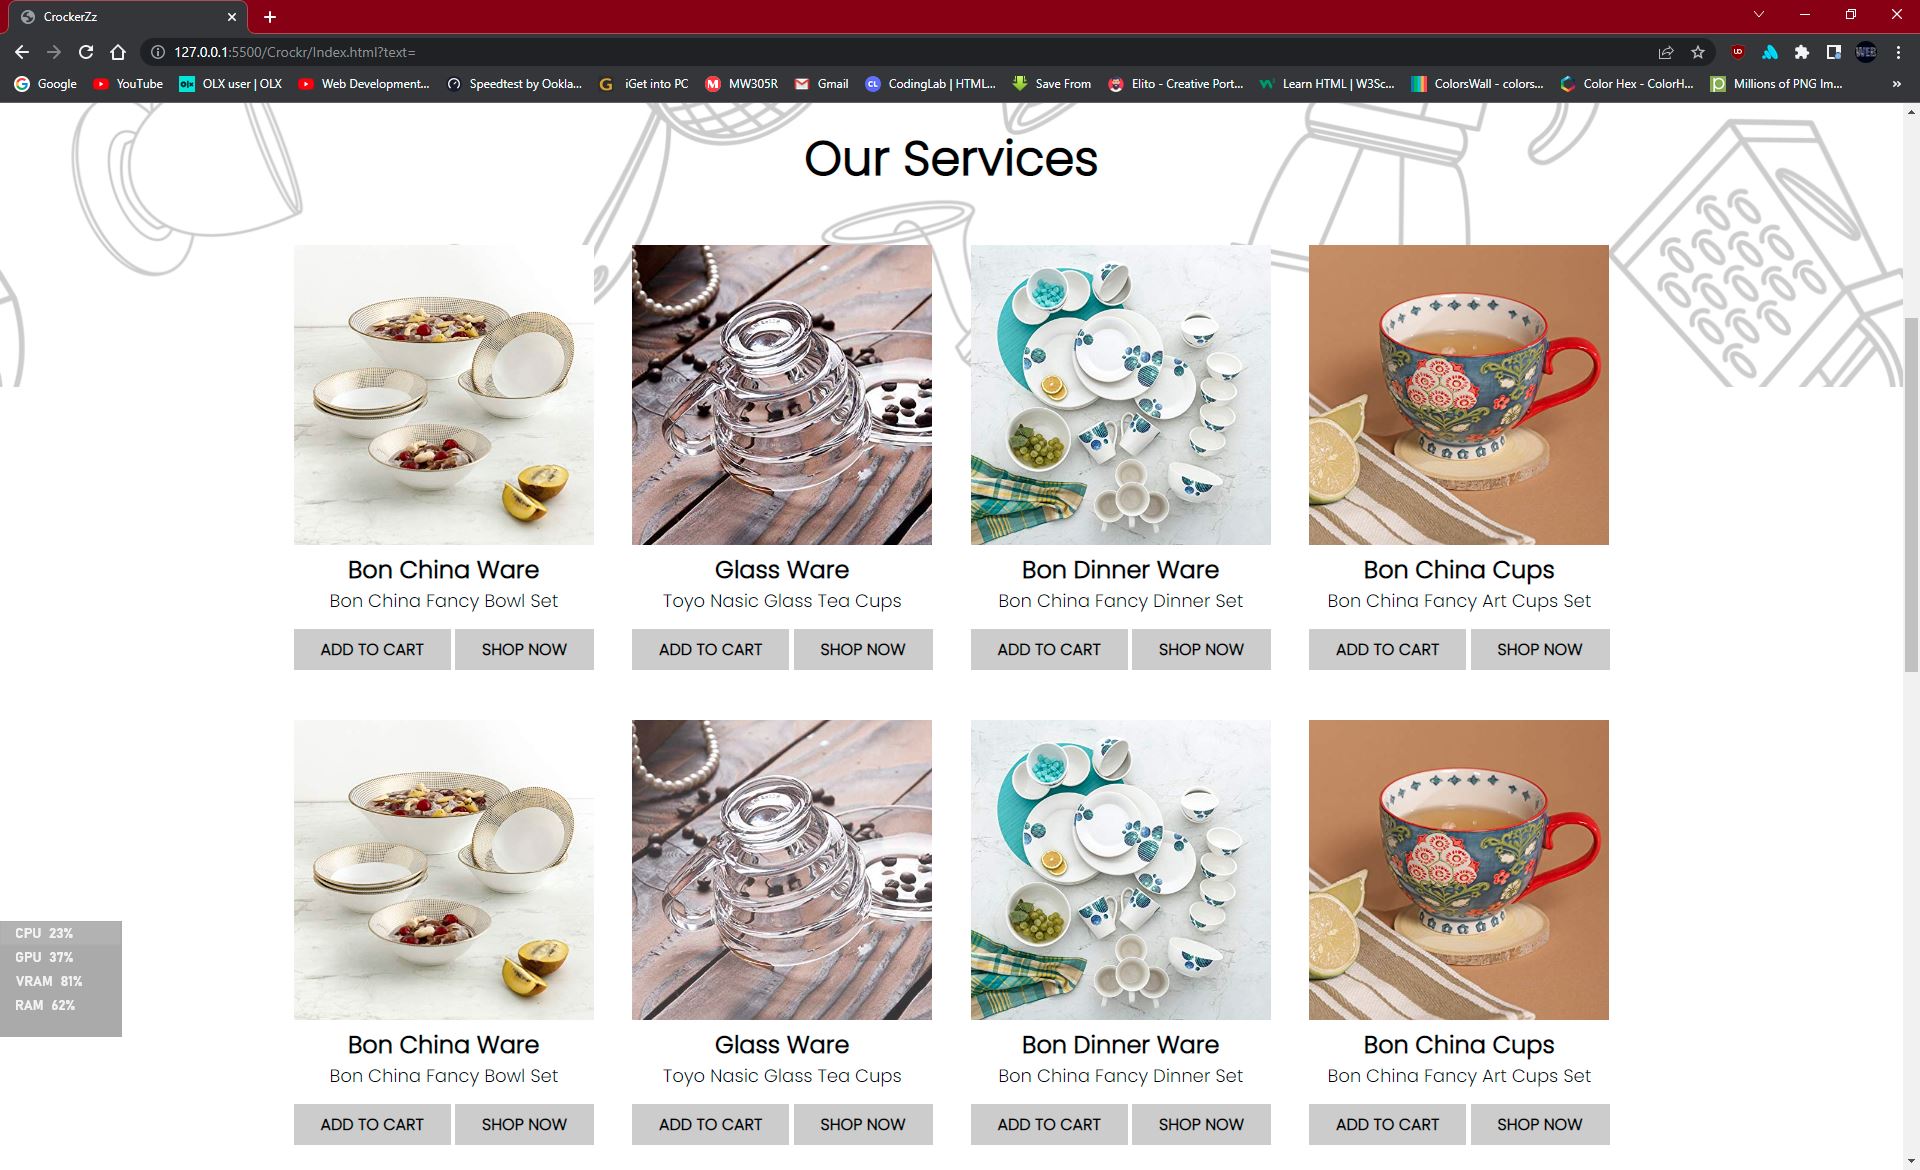 CrockerZz
127.0.0.1:5500/Crockr/Index.html?text=
Google YouTube OLX user | OLX Web Development... Speedtest by Ookla... iGet into PC MW305R Gmail CodingLab | HTML... Save From Elito - Creative Port... Learn HTML | W3Sc... ColorsWall - colors... Color Hex - ColorH... Millions of PNG Im... »
Our Services
Bon China Ware Glass Ware Bon Dinner Ware Bon China Cups
Bon China Fancy Bowl Set Toyo Nasic Glass Tea Cups Bon China Fancy Dinner Set Bon China Fancy Art Cups Set
ADD TO CART SHOP NOW ADD TO CART SHOP NOW ADD TO CART SHOP NOW ADD TO CART SHOP NOW
CPU 23%
GPU 37%
VRAM 81%
RAM 62%
Bon China Ware Glass Ware Bon Dinner Ware Bon China Cups
Bon China Fancy Bowl Set Toyo Nasic Glass Tea Cups Bon China Fancy Dinner Set Bon China Fancy Art Cups Set
ADD TO CART SHOP NOW ADD TO CART SHOP NOW ADD TO CART SHOP NOW ADD TO CART SHOP NOW